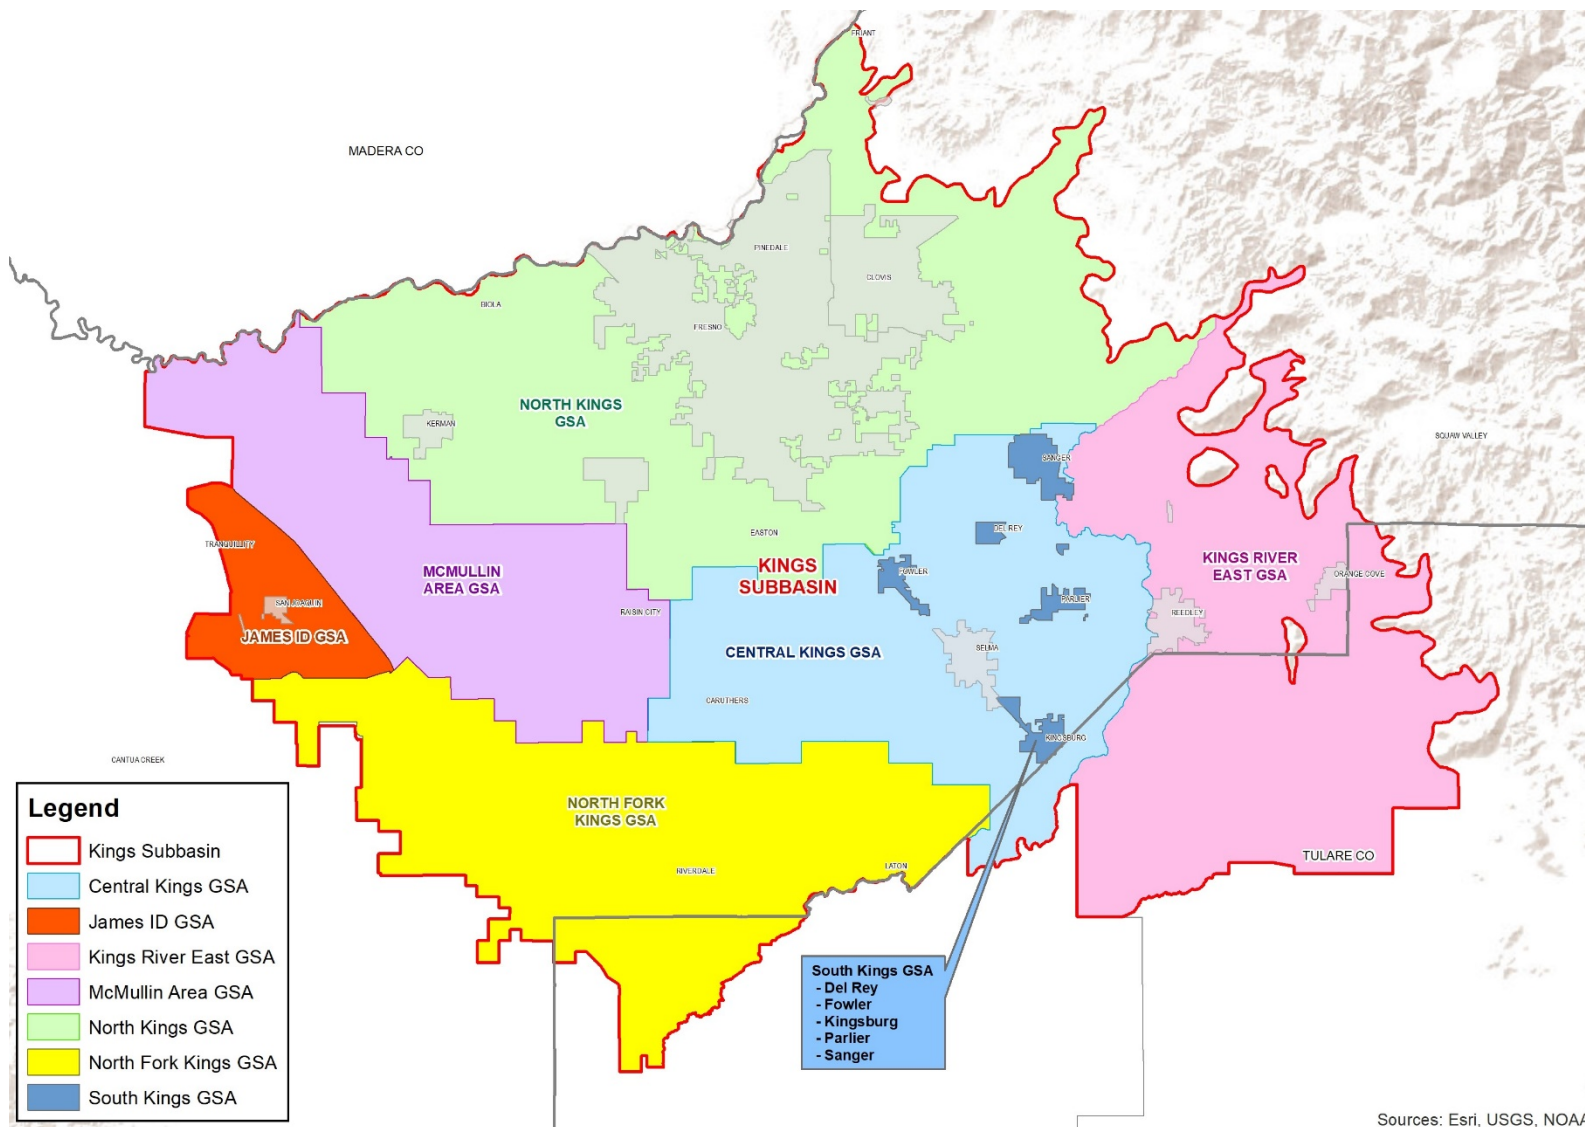 FRIANT
MADERA CO
PINEDALE
CLOVIS
BIOLA
FRESNO
NORTH KINGS
GSA
KERMAN
SQUAW VALLEY
SANGER
DEL REY
EASTON
TRANQUILLITY
MCMULLIN
AREA GSA
KINGS
SUBBASIN
FOWLER
KINGS RIVER
EAST GSA
ORANGE COVE
SAN JOAQUIN
JAMES ID GSA
RAISIN CITY
PARLIER
REEDLEY
CENTRAL KINGS GSA
SELMA
CARUTHERS
KINGSBURG
CANTUA CREEK
NORTH FORK
KINGS GSA
RIVERDALE
LATON
TULARE CO
Legend
Kings Subbasin
Central Kings GSA
James ID GSA
Kings River East GSA
McMullin Area GSA
North Kings GSA
North Fork Kings GSA
South Kings GSA
South Kings GSA
- Del Rey
- Fowler
- Kingsburg
- Parlier
- Sanger
Sources: Esri, USGS, NOAA